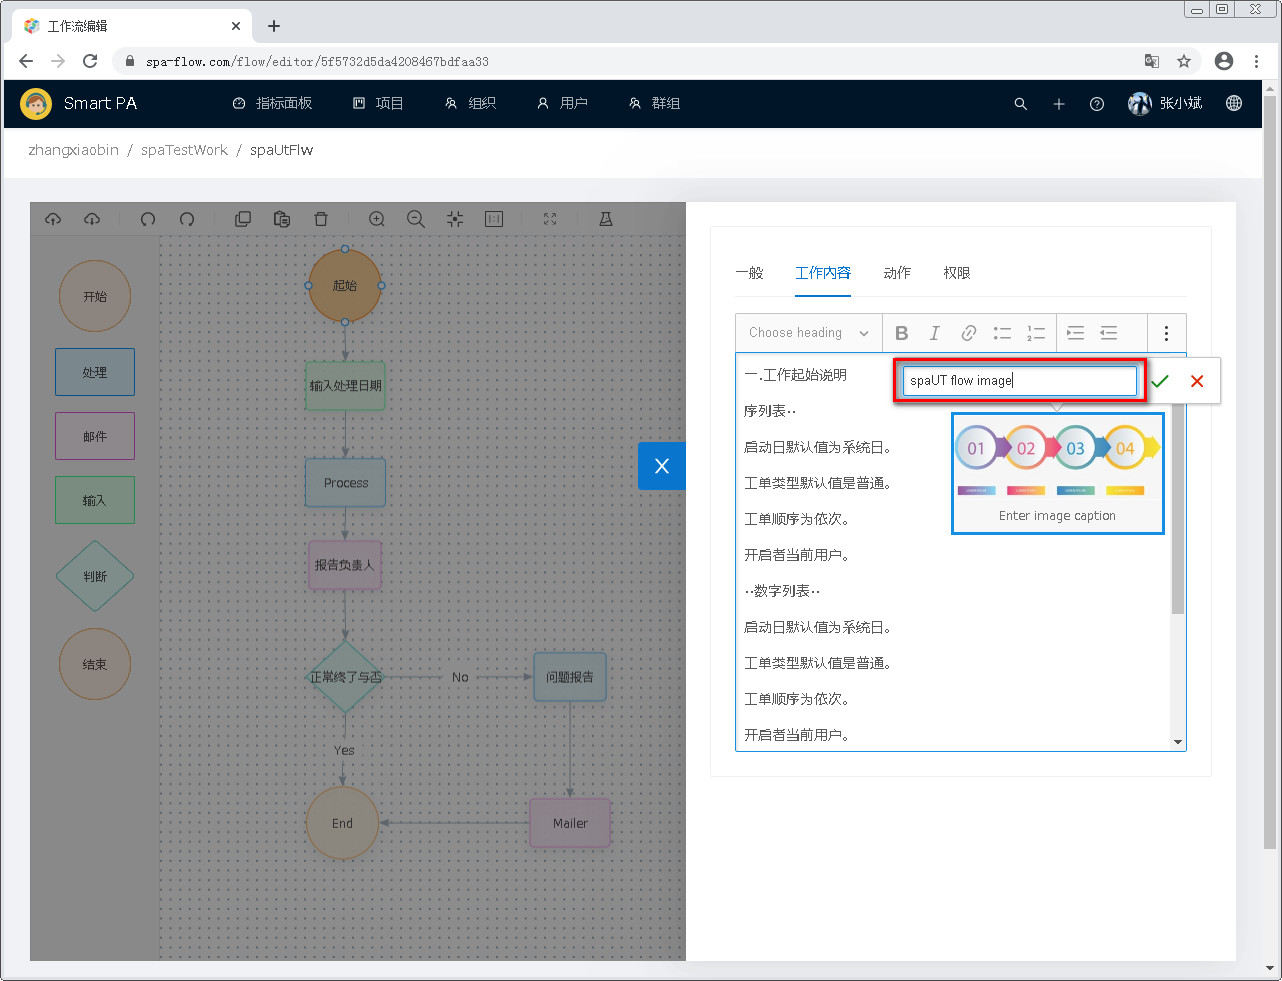 工作流编辑
spa-flow.com/flow/editor/5f5732d5da4208467bdfaa33
Smart PA
指标面板
项目
组织
用户
群组
张小斌
zhangxiaobin / spaTestWork / spaUtFlw
开始
处理
邮件
输入
判断
结束
起始
输入处理日期
Process
报告负责人
正常终了与否
No
问题报告
Yes
End
Mailer
X
一般
工作内容
动作
权限
Choose heading
一.工作起始说明
spaUT flow image
序列表··
启动日默认值为系统日。
工单类型默认值是普通。
工单顺序为依次。
开启者当前用户。
01
02
03
04
Enter image caption
··数字列表··
启动日默认值为系统日。
工单类型默认值是普通。
工单顺序为依次。
开启者当前用户。